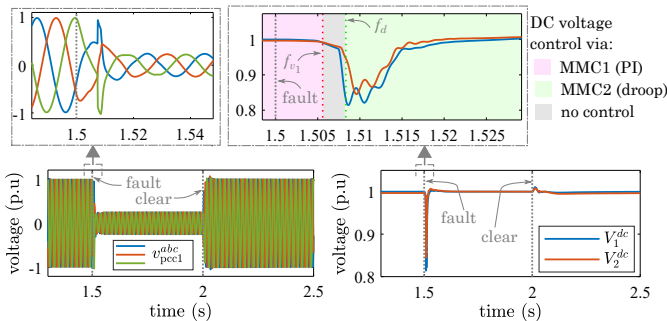 1
0
-1
1.5
1.52
1.54
1
0.9
0.8
f_{v_1}
f_d
fault
1.5
1.505
1.51
1.515
1.52
1.525
DC voltage
control via:
MMC1 (PI)
MMC2 (droop)
no control
voltage (p.u)
1
0
-1
fault
clear
v_{pcc1}^{abc}
1.5
2
2.5
time (s)
voltage (p.u)
1
0.9
0.8
fault
clear
V_1^{dc}
V_2^{dc}
1.5
2
2.5
time (s)